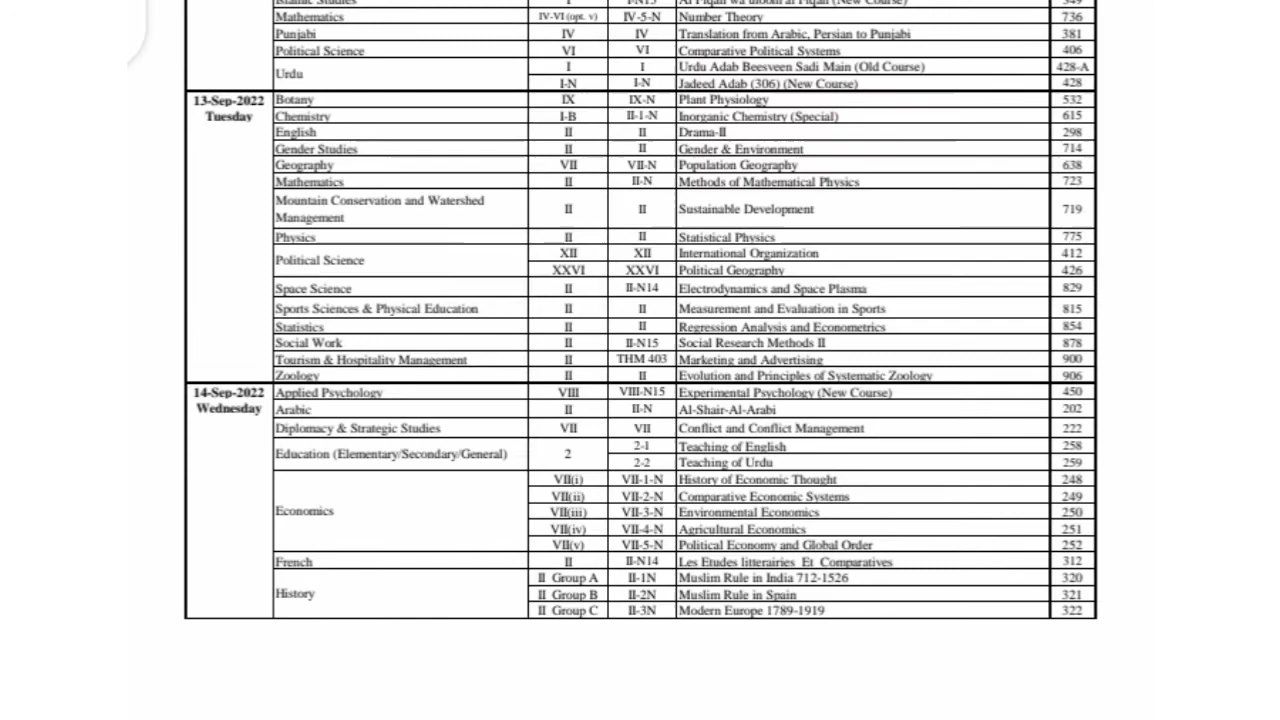 Islamic Studies I I-N15 Al Fiqah wa uloom al Fiqah (New Course) 349
Mathematics IV-VI (opt. v) IV-5-N Number Theory 736
Punjabi IV IV Translation from Arabic, Persian to Punjabi 381
Political Science VI VI Comparative Political Systems 406
Urdu I I Urdu Adab Beesveen Sadi Main (Old Course) 428-A
I-N I-N Jadeed Adab (306) (New Course) 428
13-Sep-2022 Botany IX IX-N Plant Physiology 532
Tuesday Chemistry I-B II-1-N Inorganic Chemistry (Special) 615
English II II Drama-II 298
Gender Studies II II Gender & Environment 714
Geography VII VII-N Population Geography 638
Mathematics II II-N Methods of Mathematical Physics 723
Mountain Conservation and Watershed
Management II II Sustainable Development 719
Physics II II Statistical Physics 775
Political Science XII XII International Organization 412
XXVI XXVI Political Geography 426
Space Science II II-N14 Electrodynamics and Space Plasma 829
Sports Sciences & Physical Education II II Measurement and Evaluation in Sports 815
Statistics II II Regression Analysis and Econometrics 854
Social Work II II-N15 Social Research Methods II 878
Tourism & Hospitality Management II THM 403 Marketing and Advertising 900
Zoology II II Evolution and Principles of Systematic Zoology 906
14-Sep-2022 Applied Psychology VIII VIII-N15 Experimental Psychology (New Course) 450
Wednesday Arabic II II-N Al-Shair-Al-Arabi 202
Diplomacy & Strategic Studies VII VII Conflict and Conflict Management 222
Education (Elementary/Secondary/General) 2 2-1 Teaching of English 258
2-2 Teaching of Urdu 259
Economics VII(i) VII-1-N History of Economic Thought 248
VII(ii) VII-2-N Comparative Economic Systems 249
VII(iii) VII-3-N Environmental Economics 250
VII(iv) VII-4-N Agricultural Economics 251
VII(v) VII-5-N Political Economy and Global Order 252
French II II-N14 Les Etudes litterairies Et Comparatives 312
History II Group A II-1N Muslim Rule in India 712-1526 320
II Group B II-2N Muslim Rule in Spain 321
II Group C II-3N Modern Europe 1789-1919 322